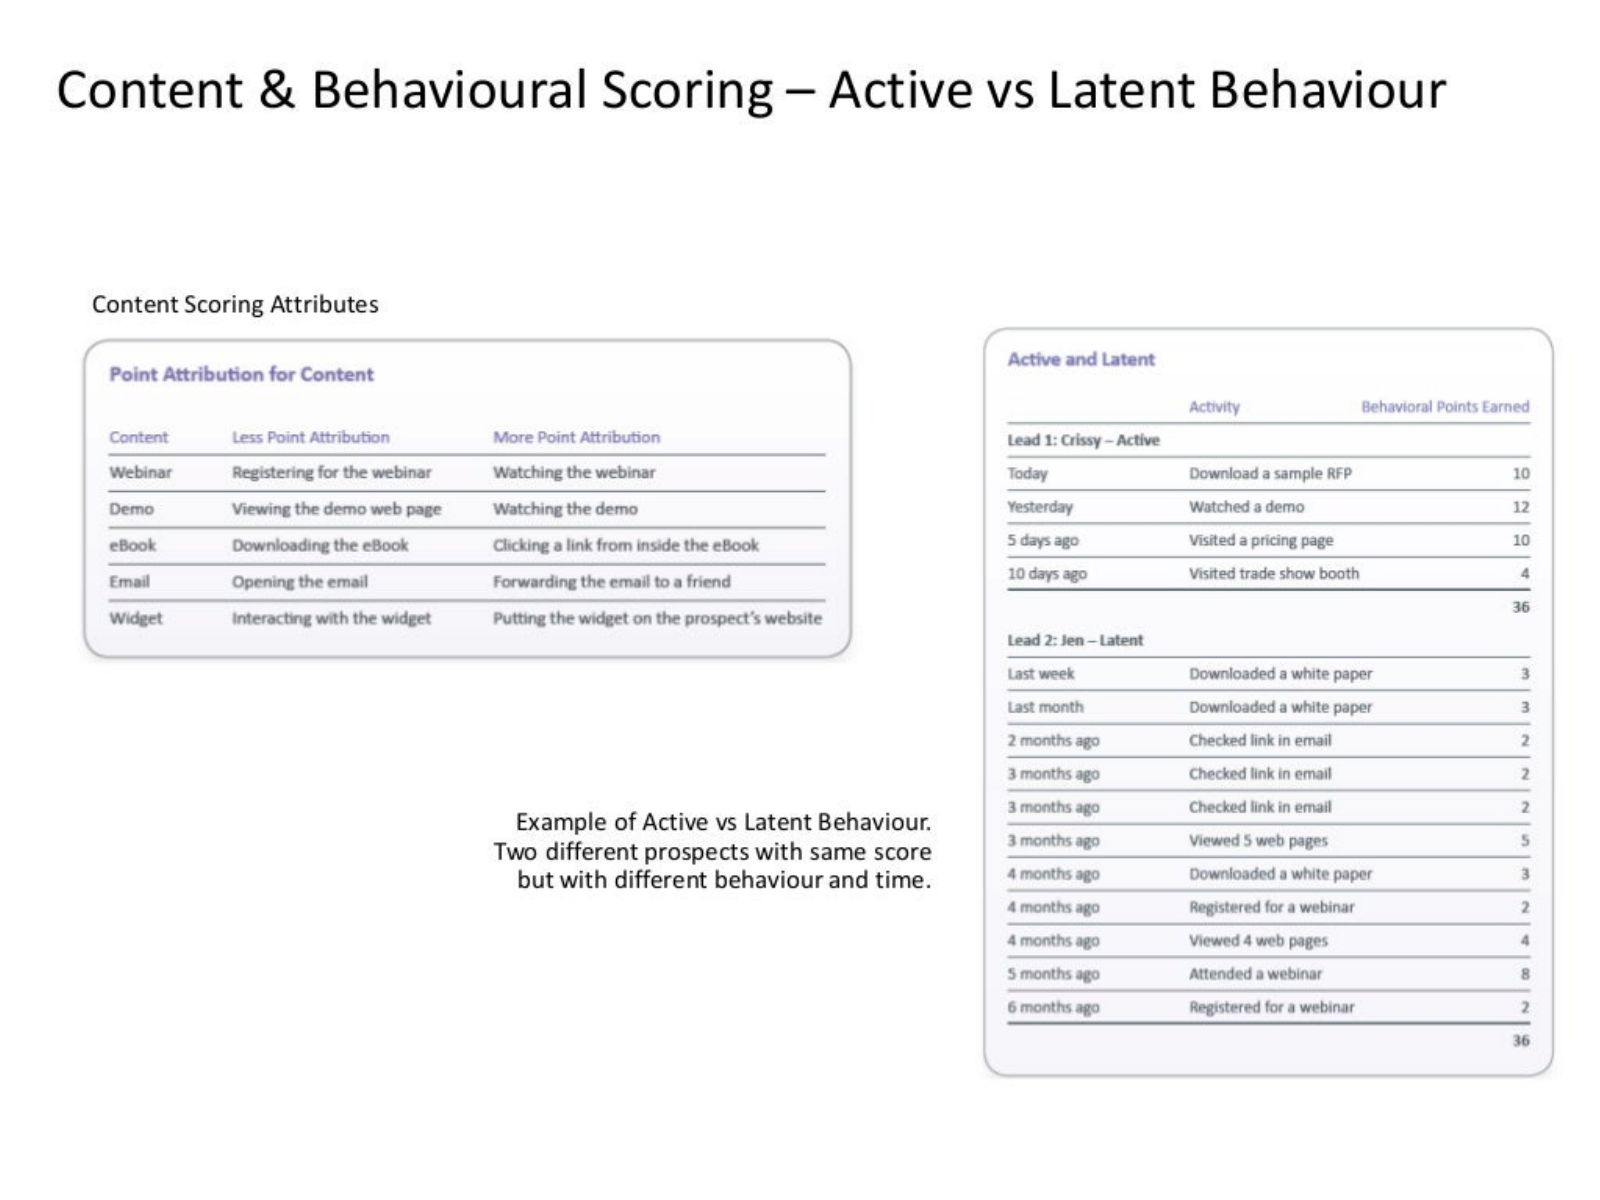 Content & Behavioural Scoring – Active vs Latent Behaviour
Content Scoring Attributes
Point Attribution for Content
Content Less Point Attribution More Point Attribution
Webinar Registering for the webinar Watching the webinar
Demo Viewing the demo web page Watching the demo
eBook Downloading the eBook Clicking a link from inside the eBook
Email Opening the email Forwarding the email to a friend
Widget Interacting with the widget Putting the widget on the prospect's website
Example of Active vs Latent Behaviour.
Two different prospects with same score
but with different behaviour and time.
Active and Latent
Activity Behavioral Points Earned
Lead 1: Crissy – Active
Today Download a sample RFP 10
Yesterday Watched a demo 12
5 days ago Visited a pricing page 10
10 days ago Visited trade show booth 4
36
Lead 2: Jen – Latent
Last week Downloaded a white paper 3
Last month Downloaded a white paper 3
2 months ago Checked link in email 2
3 months ago Checked link in email 2
3 months ago Checked link in email 2
3 months ago Viewed 5 web pages 5
4 months ago Downloaded a white paper 3
4 months ago Registered for a webinar 2
4 months ago Viewed 4 web pages 4
5 months ago Attended a webinar 8
6 months ago Registered for a webinar 2
36